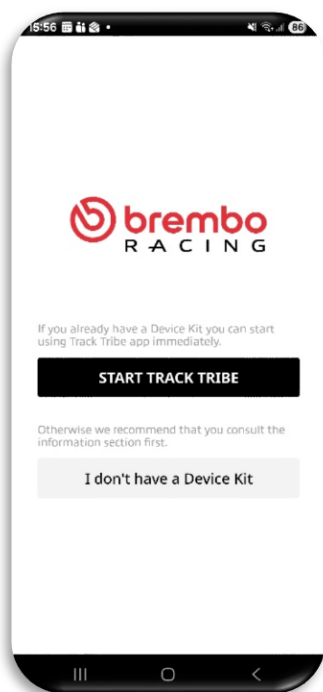 15:56
86
brembo
RACING
If you already have a Device Kit you can start
using Track Tribe app immediately.
START TRACK TRIBE
Otherwise we recommend that you consult the
information section first.
I don't have a Device Kit